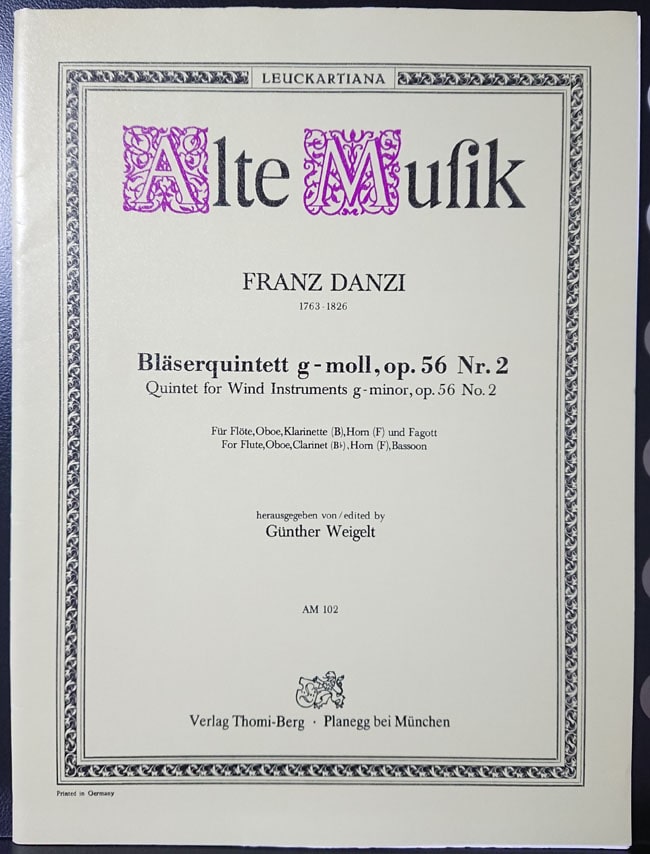 LEUCKARTIANA
Alte Muſik
FRANZ DANZI
1763-1826
Bläserquintett g-moll, op. 56 Nr. 2
Quintet for Wind Instruments g-minor, op. 56 No. 2
Für Flöte, Oboe, Klarinette (B), Horn (F) und Fagott
For Flute, Oboe, Clarinet (B♭), Horn (F), Bassoon
herausgegeben von/edited by
Günther Weigelt
AM 102
Verlag Thomi-Berg · Planegg bei München
Printed in Germany